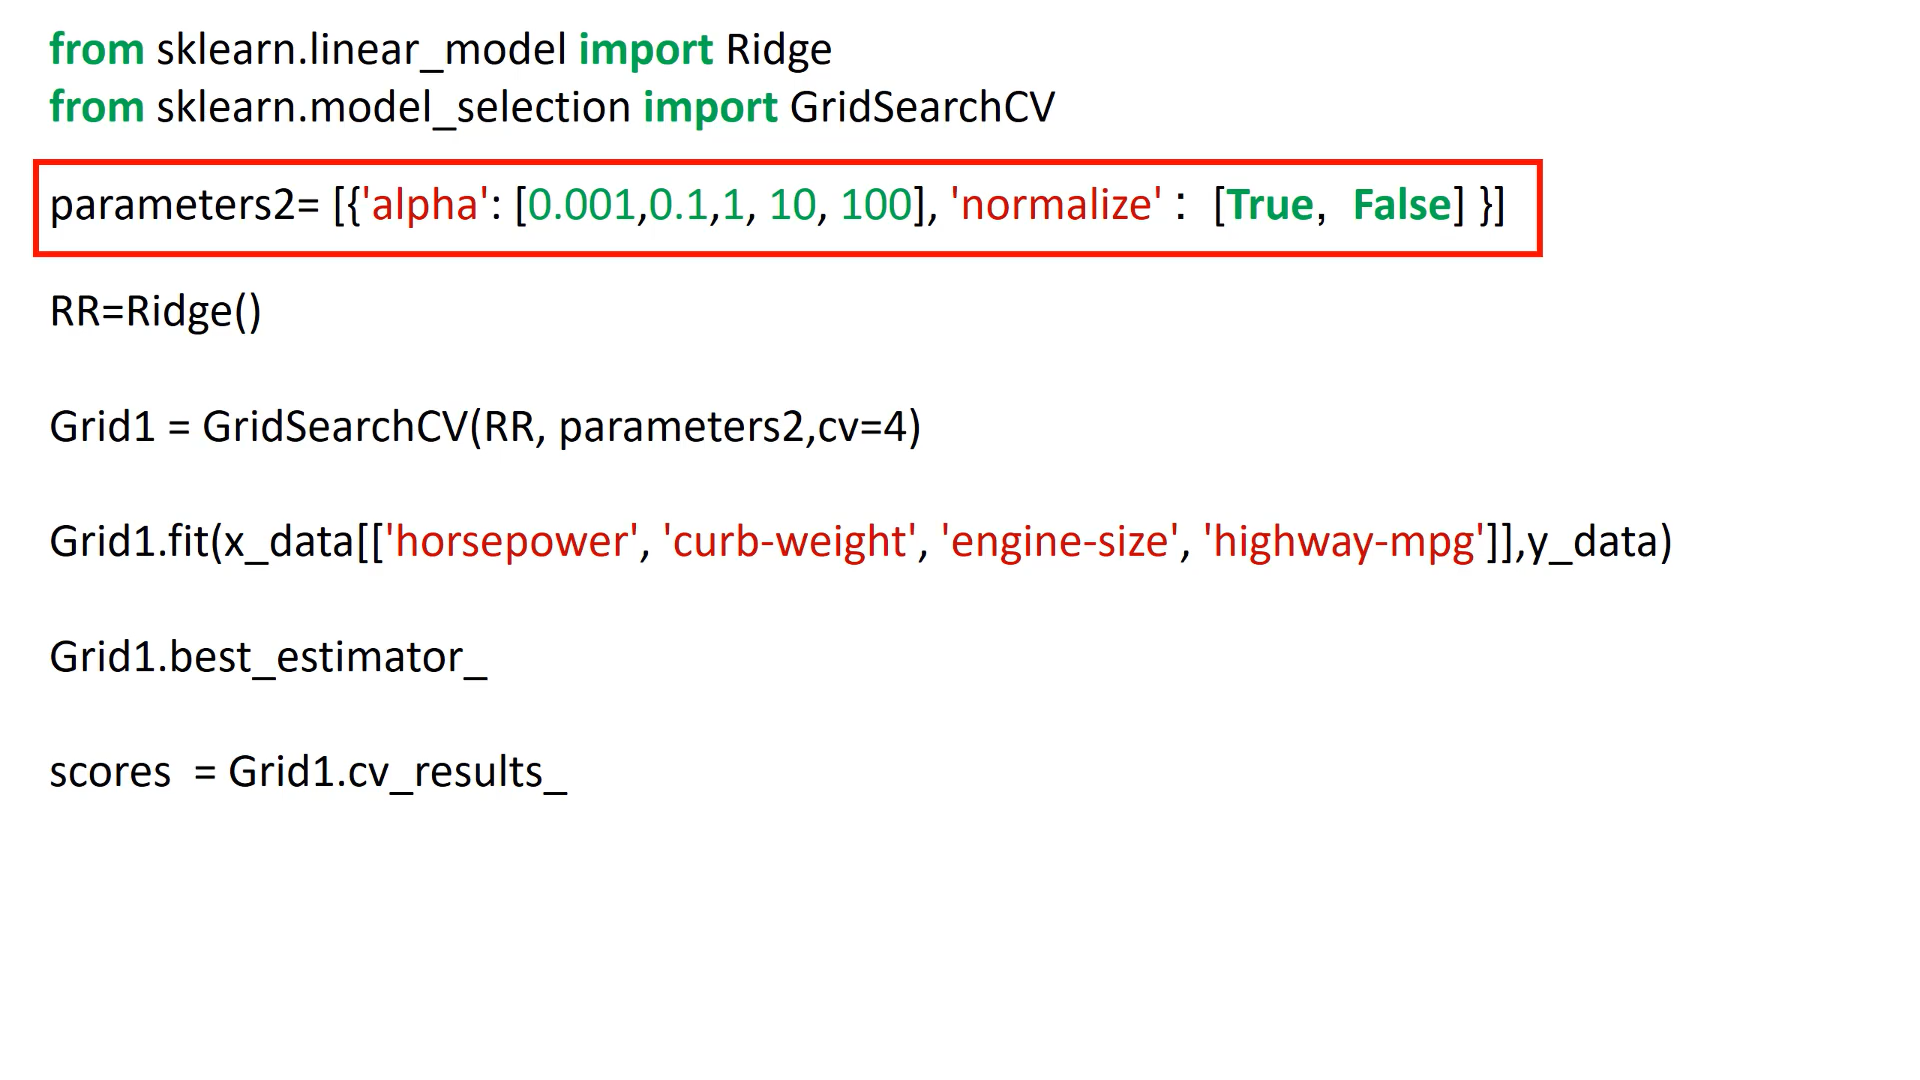 from sklearn.linear_model import Ridge
from sklearn.model_selection import GridSearchCV
parameters2= [{'alpha': [0.001,0.1,1, 10, 100], 'normalize' : [True, False] }]
RR=Ridge()
Grid1 = GridSearchCV(RR, parameters2,cv=4)
Grid1.fit(x_data[['horsepower', 'curb-weight', 'engine-size', 'highway-mpg']],y_data)
Grid1.best_estimator_
scores  = Grid1.cv_results_